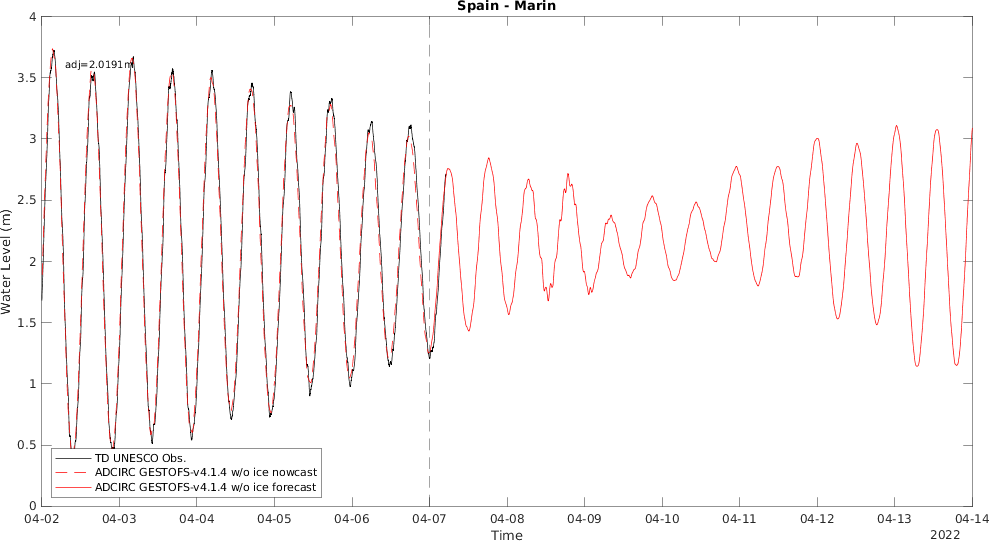 Spain - Marin
4
adj=2.0191m
3.5
3
2.5
2
1.5
1
0.5
0
Water Level (m)
TD UNESCO Obs.
ADCIRC GESTOFS-v4.1.4 w/o ice nowcast
ADCIRC GESTOFS-v4.1.4 w/o ice forecast
04-02 04-03 04-04 04-05 04-06 04-07 04-08 04-09 04-10 04-11 04-12 04-13 04-14
Time
2022